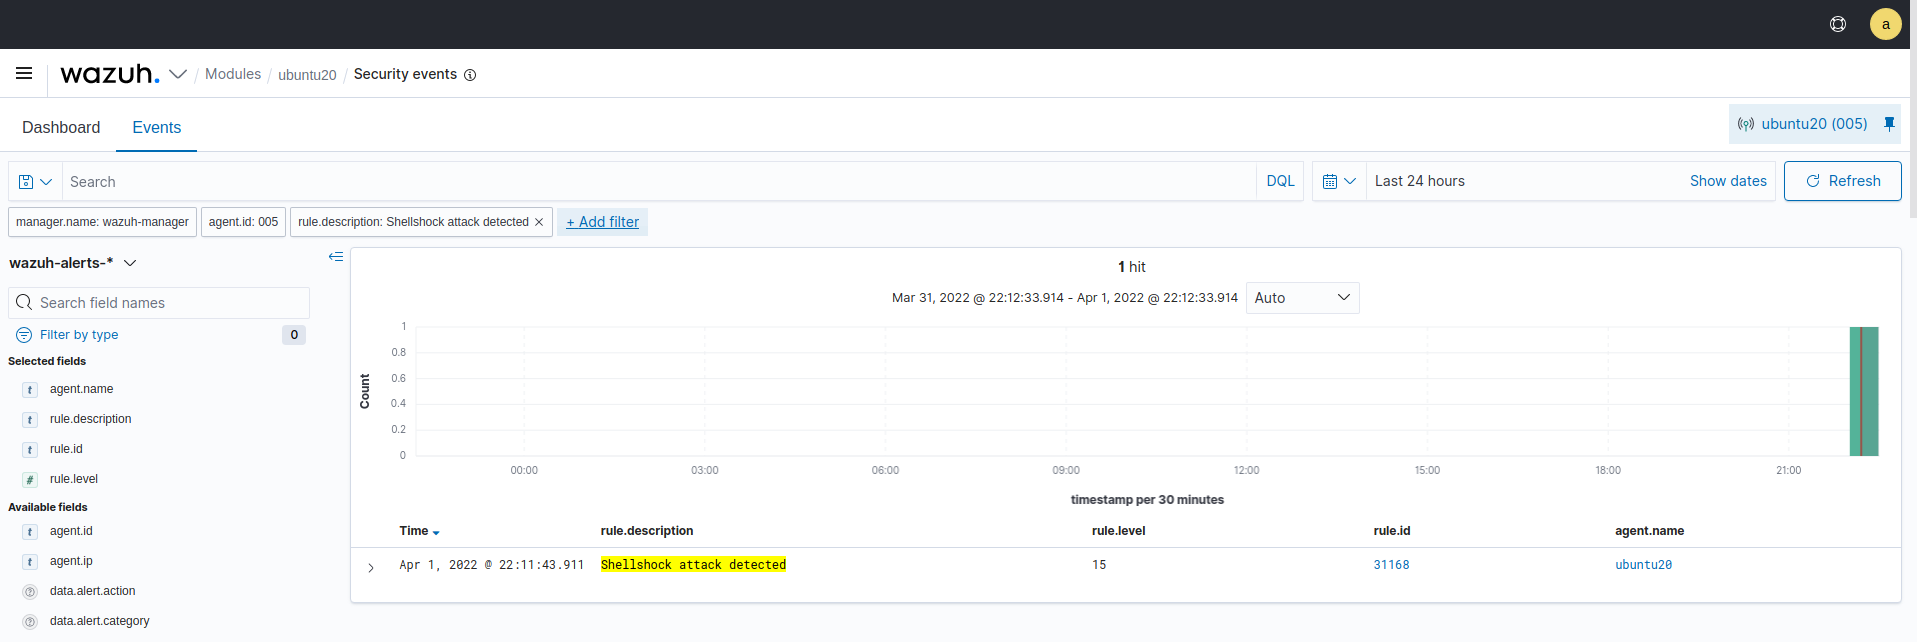 a
wazuh. / Modules / ubuntu20 / Security events
Dashboard Events
ubuntu20 (005)
Search DQL Last 24 hours Show dates Refresh
manager.name: wazuh-manager agent.id: 005 rule.description: Shellshock attack detected × + Add filter
wazuh-alerts-*
Search field names
Filter by type 0
Selected fields
t agent.name
t rule.description
t rule.id
# rule.level
Available fields
t agent.id
t agent.ip
? data.alert.action
? data.alert.category
1 hit
Mar 31, 2022 @ 22:12:33.914 - Apr 1, 2022 @ 22:12:33.914 Auto
Count
1
0.8
0.6
0.4
0.2
0
00:00 03:00 06:00 09:00 12:00 15:00 18:00 21:00
timestamp per 30 minutes
Time rule.description rule.level rule.id agent.name
Apr 1, 2022 @ 22:11:43.911 Shellshock attack detected 15 31168 ubuntu20